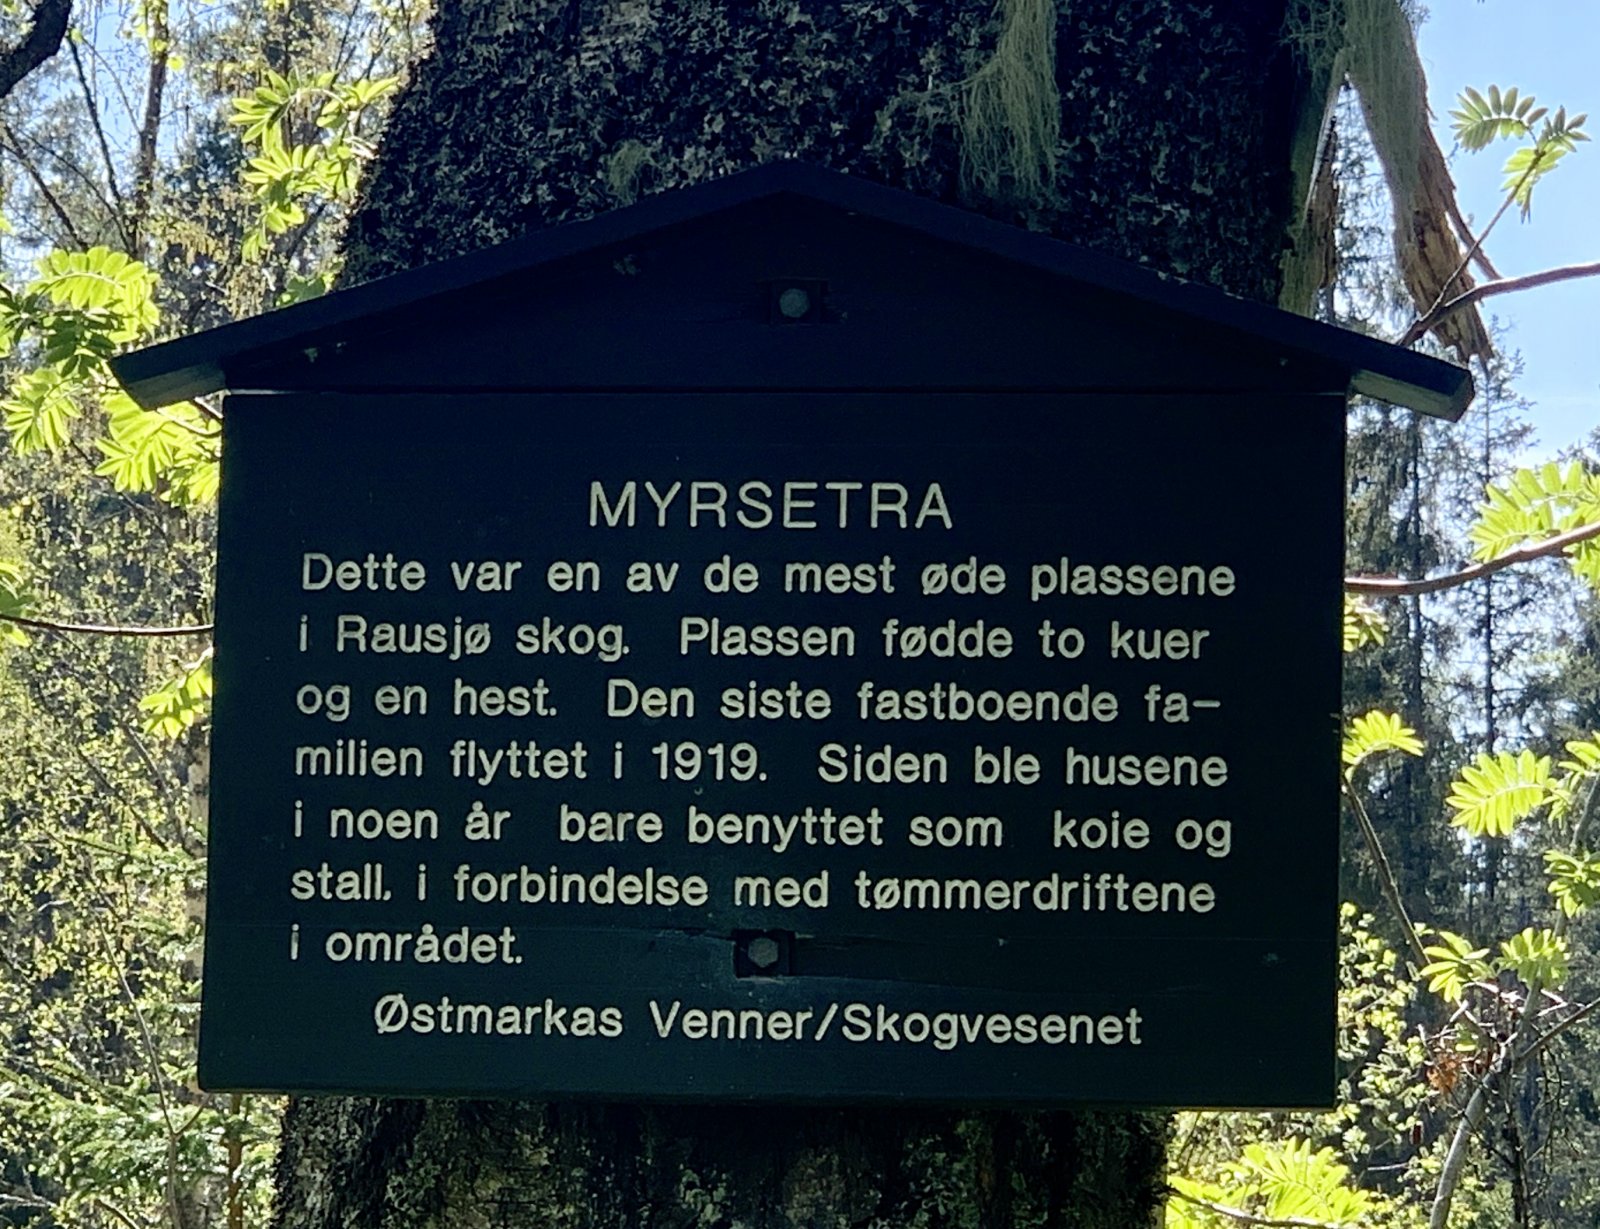 MYRSETRA
Dette var en av de mest øde plassene
i Rausjø skog. Plassen fødde to kuer
og en hest. Den siste fastboende fa-
milien flyttet i 1919. Siden ble husene
i noen år bare benyttet som koie og
stall. i forbindelse med tømmerdriftene
i området.
Østmarkas Venner/Skogvesenet